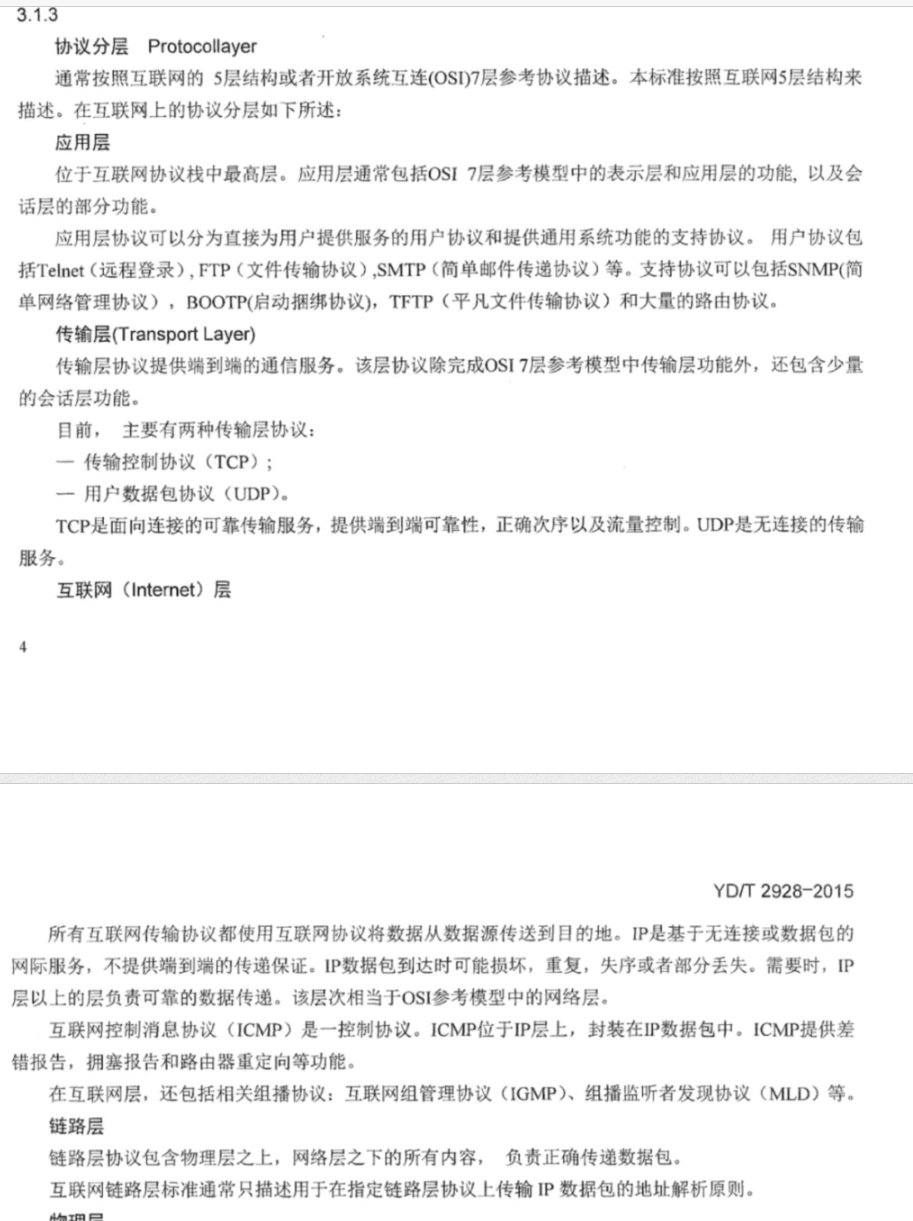 3.1.3
协议分层 Protocollayer
通常按照互联网的 5层结构或者开放系统互连(OSI)7层参考协议描述。本标准按照互联网5层结构来
描述。在互联网上的协议分层如下所述:
应用层
位于互联网协议栈中最高层。应用层通常包括OSI 7层参考模型中的表示层和应用层的功能, 以及会
话层的部分功能。
应用层协议可以分为直接为用户提供服务的用户协议和提供通用系统功能的支持协议。 用户协议包
括Telnet（远程登录）, FTP（文件传输协议）,SMTP（简单邮件传递协议）等。支持协议可以包括SNMP(简
单网络管理协议），BOOTP(启动捆绑协议)，TFTP（平凡文件传输协议）和大量的路由协议。
传输层(Transport Layer)
传输层协议提供端到端的通信服务。该层协议除完成OSI 7层参考模型中传输层功能外，还包含少量
的会话层功能。
目前， 主要有两种传输层协议:
— 传输控制协议（TCP）;
— 用户数据包协议（UDP）。
TCP是面向连接的可靠传输服务，提供端到端可靠性，正确次序以及流量控制。UDP是无连接的传输
服务。
互联网（Internet）层
4
YD/T 2928-2015
所有互联网传输协议都使用互联网协议将数据从数据源传送到目的地。IP是基于无连接或数据包的
网际服务，不提供端到端的传递保证。IP数据包到达时可能损坏，重复，失序或者部分丢失。需要时，IP
层以上的层负责可靠的数据传递。该层次相当于OSI参考模型中的网络层。
互联网控制消息协议（ICMP）是一控制协议。ICMP位于IP层上，封装在IP数据包中。ICMP提供差
错报告，拥塞报告和路由器重定向等功能。
在互联网层，还包括相关组播协议：互联网组管理协议（IGMP）、组播监听者发现协议（MLD）等。
链路层
链路层协议包含物理层之上，网络层之下的所有内容， 负责正确传递数据包。
互联网链路层标准通常只描述用于在指定链路层协议上传输 IP 数据包的地址解析原则。
物理层